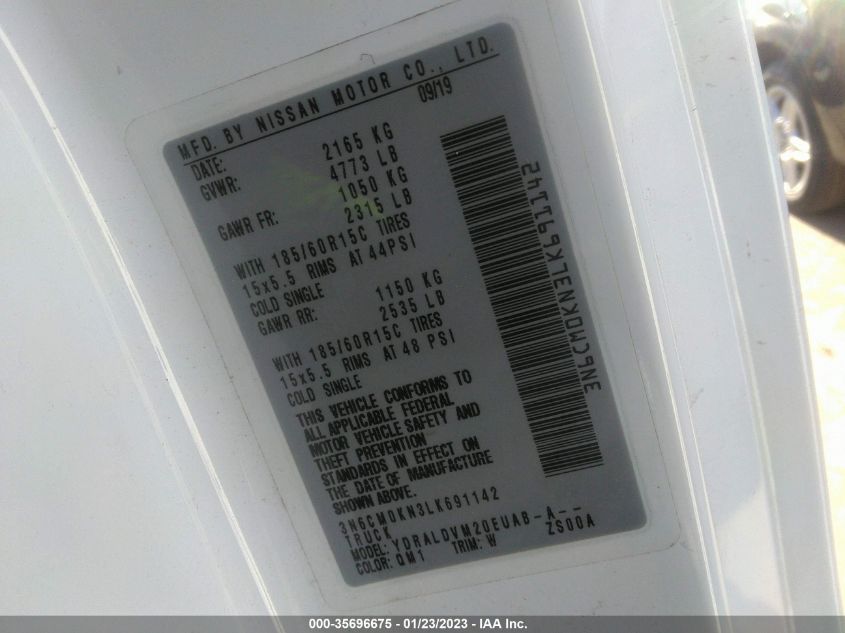 MFD. BY NISSAN MOTOR CO., LTD.
DATE: 09/19
GVWR: 2165 KG
4773 LB
GAWR FR: 1050 KG
2315 LB
WITH 185/60R15C TIRES
15x5.5 RIMS AT 44PSI
COLD SINGLE
GAWR RR: 1150 KG
2535 LB
WITH 185/60R15C TIRES
15x5.5 RIMS AT 48 PSI
COLD SINGLE
THIS VEHICLE CONFORMS TO
ALL APPLICABLE FEDERAL
MOTOR VEHICLE SAFETY AND
THEFT PREVENTION
STANDARDS IN EFFECT ON
THE DATE OF MANUFACTURE
SHOWN ABOVE.
3N6CM0KN3LK691142
TRUCK
MODEL: YDRALDVM20EUAB-A--
COLOR: QM1 TRIM: W ZS00A
3N6CM0KN3LK691142
000-35696675 / 01/23/2023 - IAA Inc.